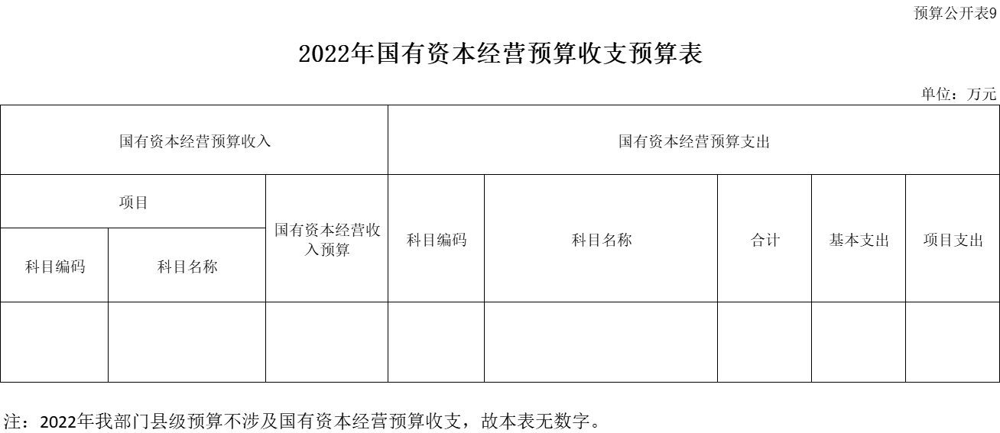 预算公开表9
2022年国有资本经营预算收支预算表
单位：万元
国有资本经营预算收入
国有资本经营预算支出
项目
国有资本经营收
入预算
科目编码
科目名称
合计
基本支出
项目支出
科目编码
科目名称
注：2022年我部门县级预算不涉及国有资本经营预算收支，故本表无数字。